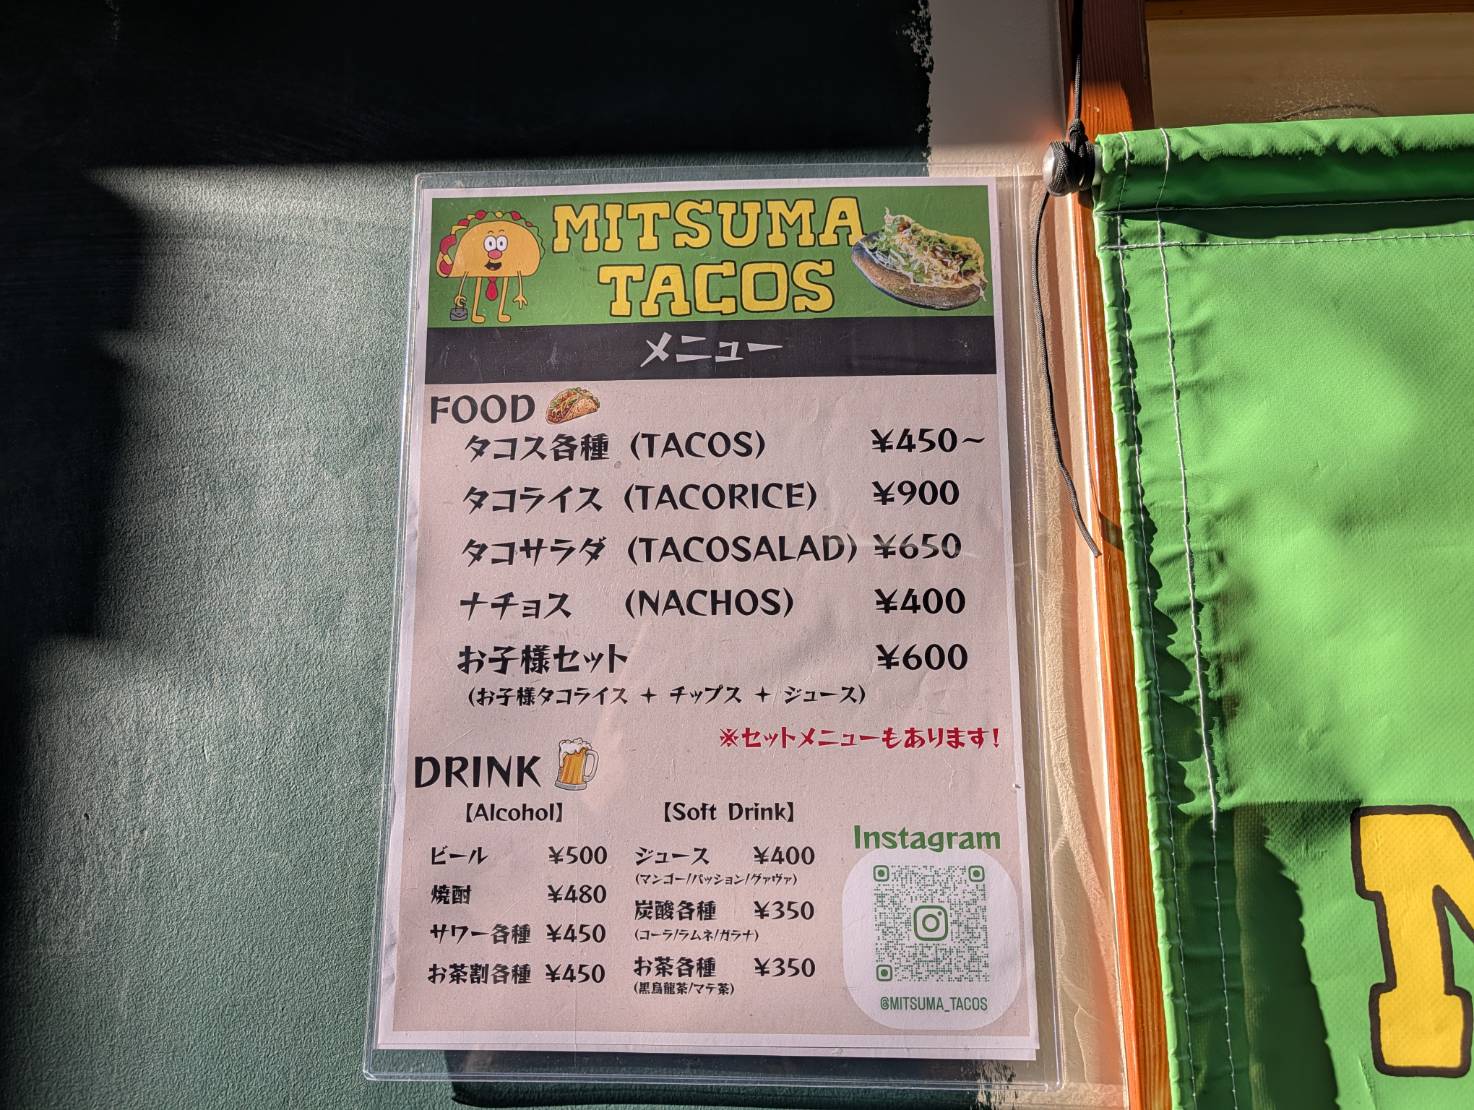 MITSUMA
TACOS
メニュー
FOOD
タコス各種 (TACOS) ¥450~
タコライス (TACORICE) ¥900
タコサラダ (TACOSALAD) ¥650
ナチョス (NACHOS) ¥400
お子様セット ¥600
(お子様タコライス + チップス + ジュース)
※セットメニューもあります!
DRINK
【Alcohol】
ビール ¥500
焼酎 ¥480
サワー各種 ¥450
お茶割各種 ¥450
【Soft Drink】
ジュース ¥400
(マンゴー/パッション/グァヴァ)
炭酸各種 ¥350
(コーラ/ラムネ/ガラナ)
お茶各種 ¥350
(黒烏龍茶/マテ茶)
Instagram
@MITSUMA_TACOS
M